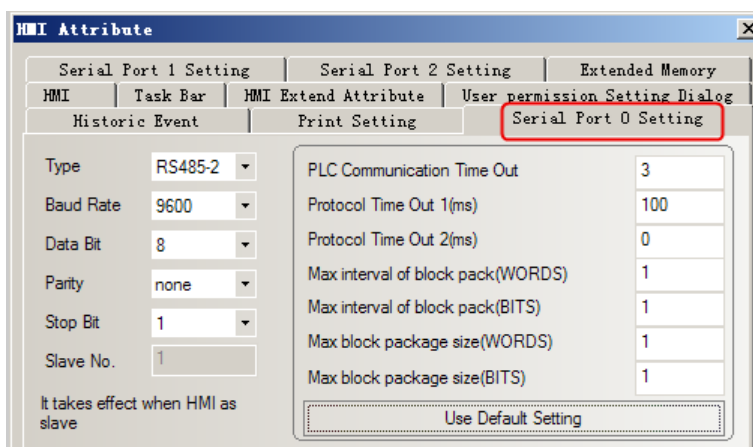 HMI Attribute
Serial Port 1 Setting Serial Port 2 Setting Extended Memory
HMI Task Bar HMI Extend Attribute User permission Setting Dialog
Historic Event Print Setting Serial Port 0 Setting
Type RS485-2
Baud Rate 9600
Data Bit 8
Parity none
Stop Bit 1
Slave No. 1
It takes effect when HMI as
slave
PLC Communication Time Out 3
Protocol Time Out 1(ms) 100
Protocol Time Out 2(ms) 0
Max interval of block pack(WORDS) 1
Max interval of block pack(BITS) 1
Max block package size(WORDS) 1
Max block package size(BITS) 1
Use Default Setting